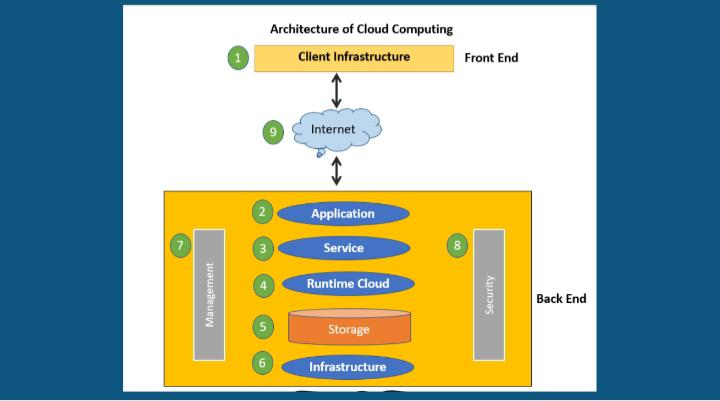 Architecture of Cloud Computing
1 Client Infrastructure Front End
9 Internet
2 Application
7 8
3 Service
4 Runtime Cloud
Management Security
Back End
5 Storage
6 Infrastructure